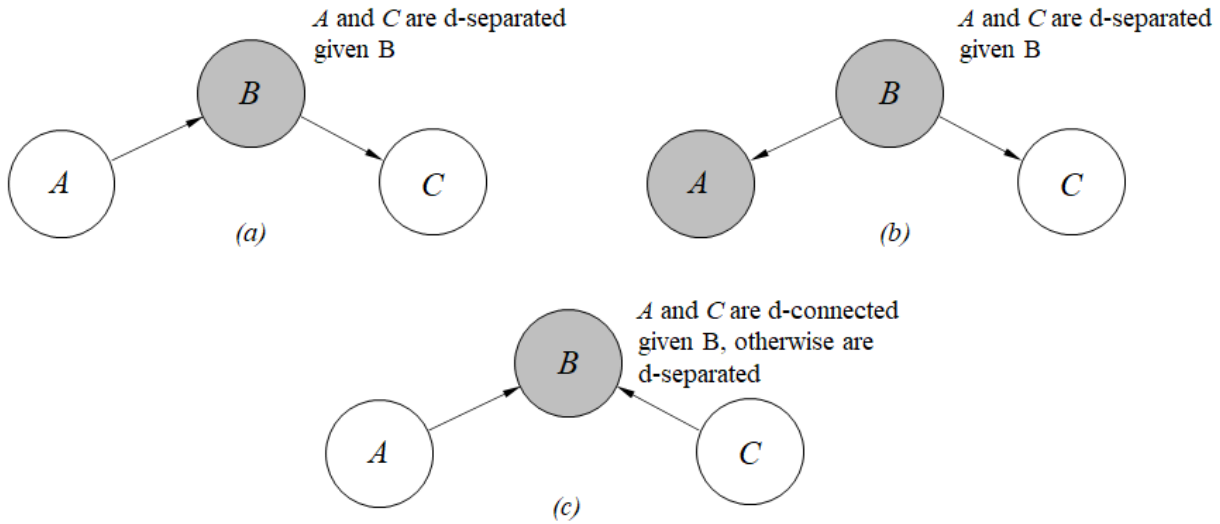 A and C are d-separated
given B
B
A
C
(a)
A and C are d-separated
given B
B
A
C
(b)
A and C are d-connected
given B, otherwise are
d-separated
B
A
C
(c)